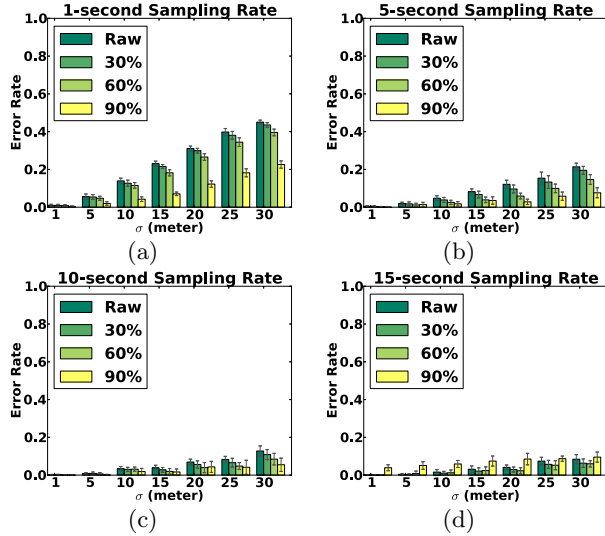 1-second Sampling Rate
1.0
0.8
0.6
0.4
0.2
0.0
Error Rate
Raw
30%
60%
90%
1 5 10 15 20 25 30
σ (meter)
(a)
5-second Sampling Rate
1.0
0.8
0.6
0.4
0.2
0.0
Error Rate
Raw
30%
60%
90%
1 5 10 15 20 25 30
σ (meter)
(b)
10-second Sampling Rate
1.0
0.8
0.6
0.4
0.2
0.0
Error Rate
Raw
30%
60%
90%
1 5 10 15 20 25 30
σ (meter)
(c)
15-second Sampling Rate
1.0
0.8
0.6
0.4
0.2
0.0
Error Rate
Raw
30%
60%
90%
1 5 10 15 20 25 30
σ (meter)
(d)